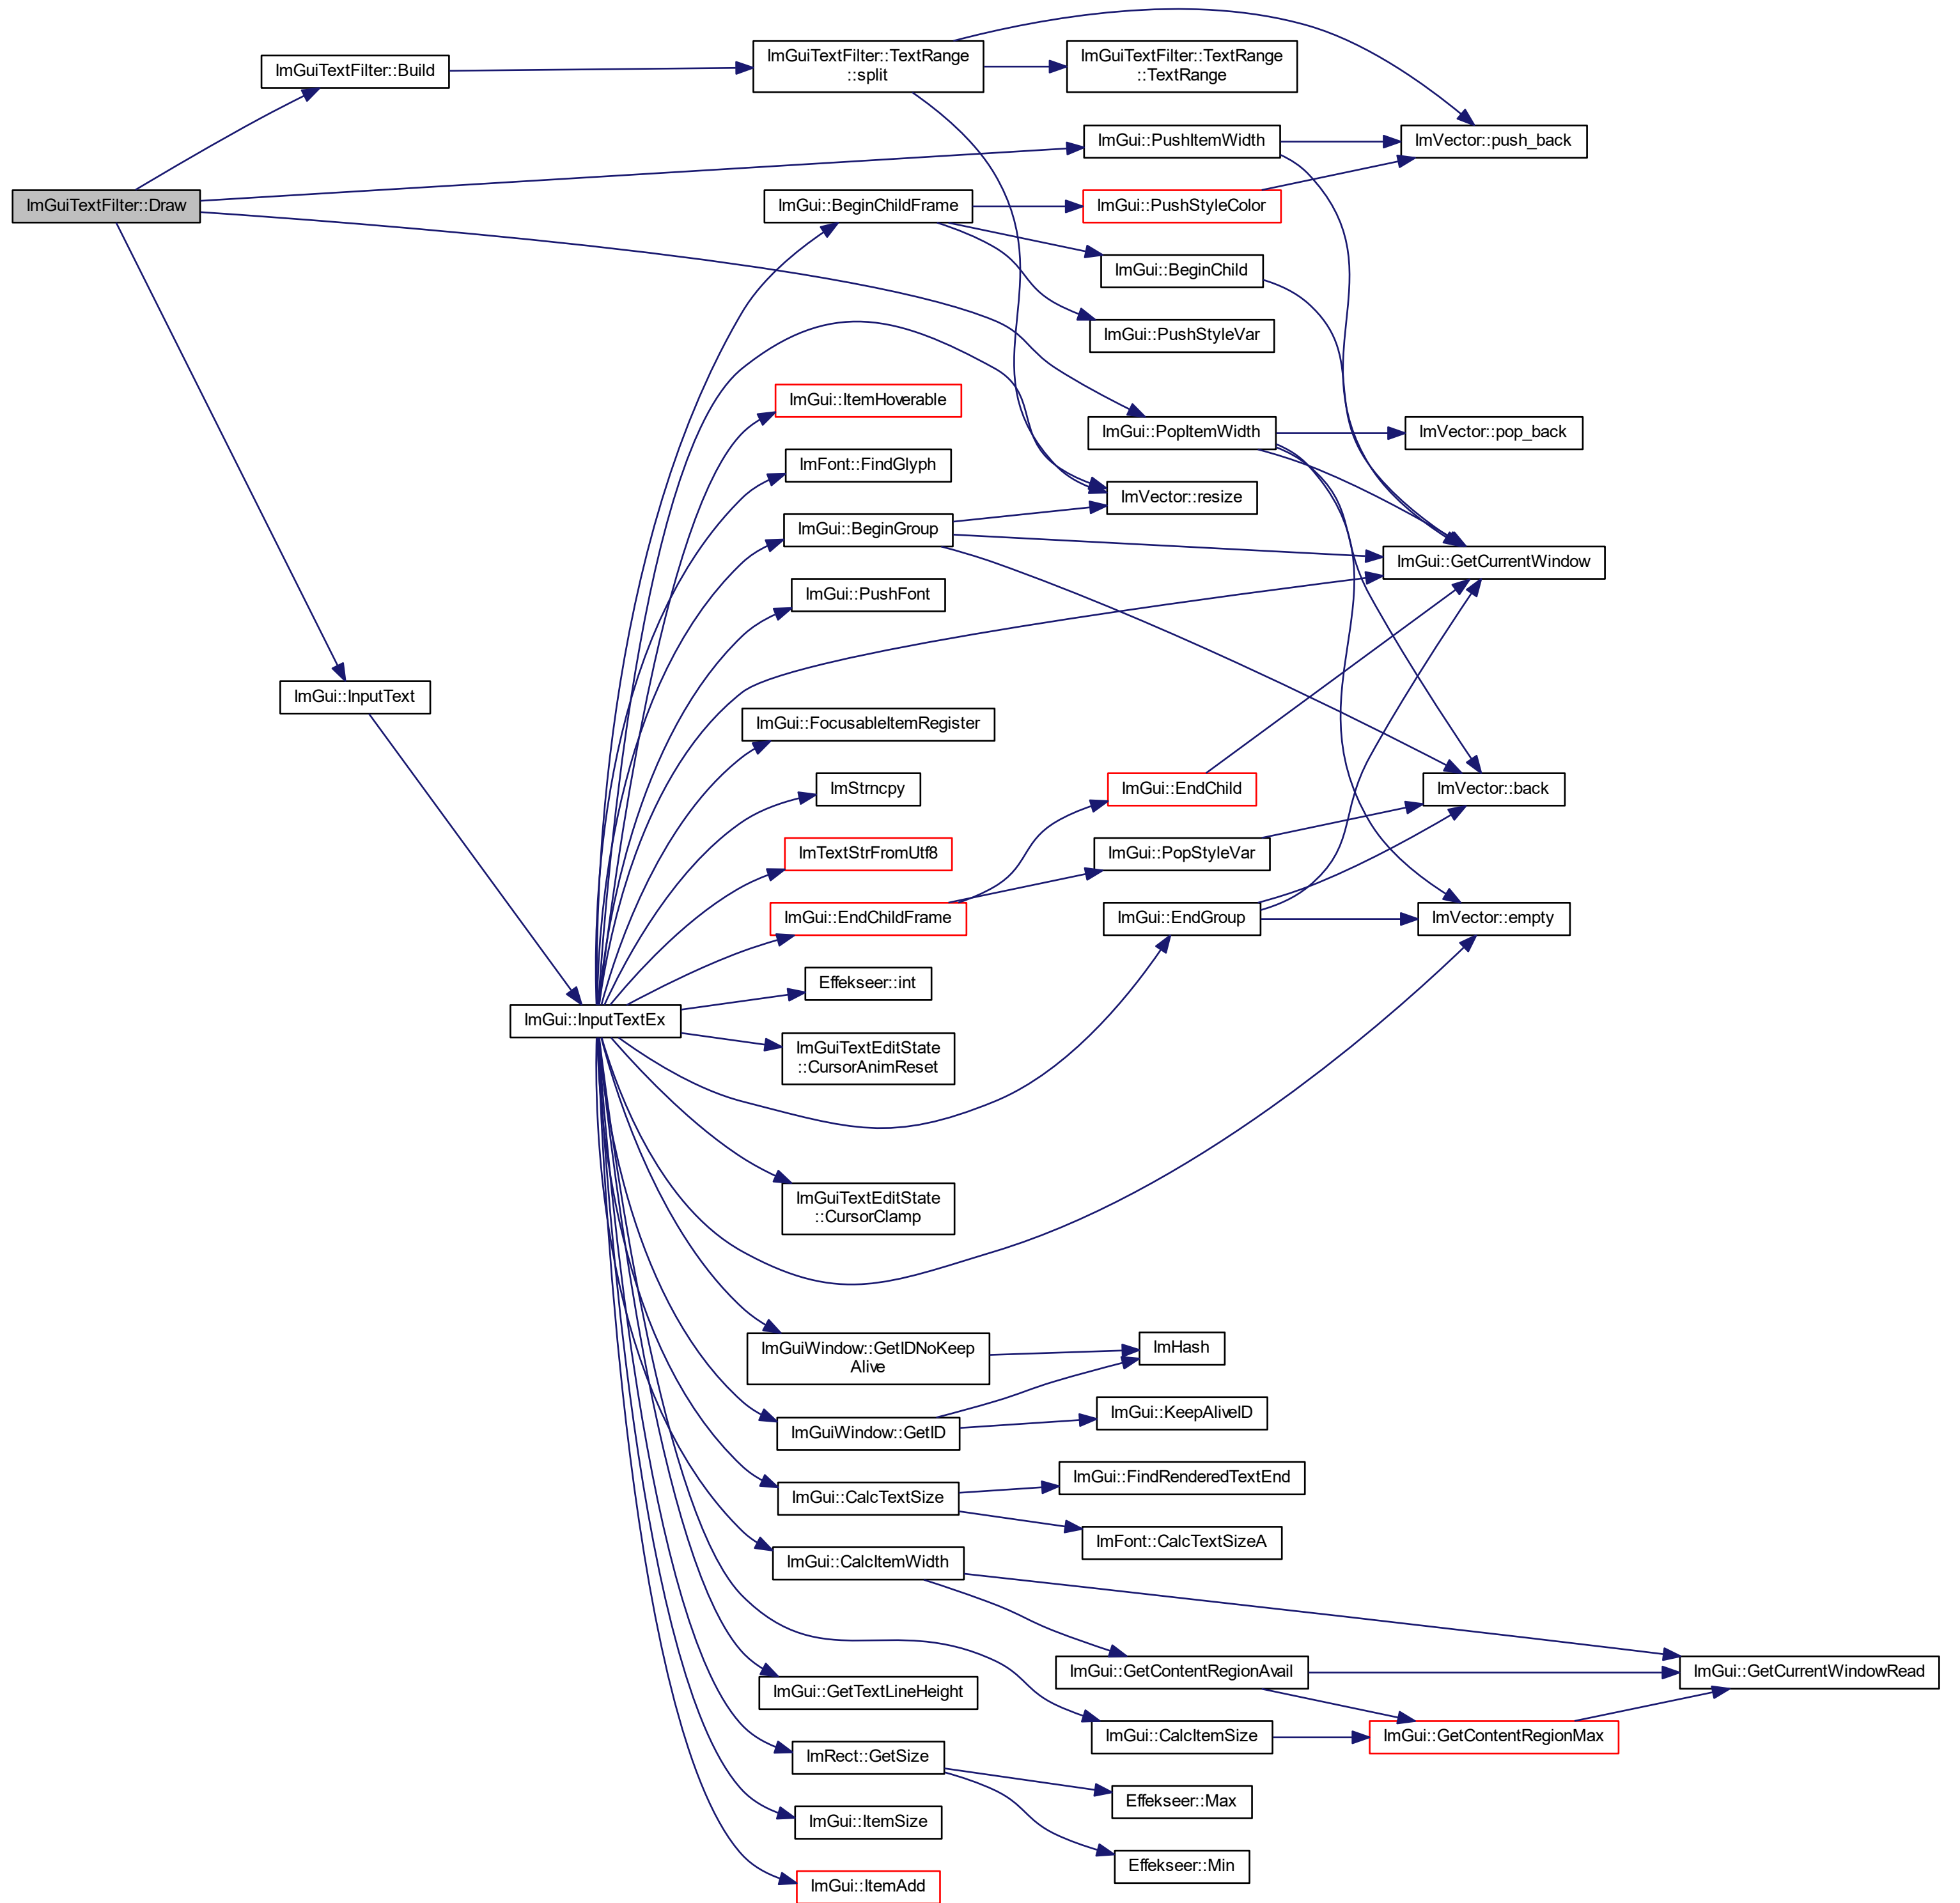 ImGuiTextFilter::TextRange
::split
ImGuiTextFilter::TextRange
::TextRange
ImGuiTextFilter::Build
ImGui::PushItemWidth
ImVector::push_back
ImGuiTextFilter::Draw
ImGui::BeginChildFrame
ImGui::PushStyleColor
ImGui::BeginChild
ImGui::PushStyleVar
ImGui::ItemHoverable
ImGui::PopItemWidth
ImVector::pop_back
ImFont::FindGlyph
ImVector::resize
ImGui::BeginGroup
ImGui::GetCurrentWindow
ImGui::PushFont
ImGui::InputText
ImGui::FocusableItemRegister
ImStrncpy
ImGui::EndChild
ImVector::back
ImTextStrFromUtf8
ImGui::PopStyleVar
ImGui::EndChildFrame
ImGui::EndGroup
ImVector::empty
Effekseer::int
ImGui::InputTextEx
ImGuiTextEditState
::CursorAnimReset
ImGuiTextEditState
::CursorClamp
ImGuiWindow::GetIDNoKeep
Alive
ImHash
ImGui::KeepAliveID
ImGuiWindow::GetID
ImGui::FindRenderedTextEnd
ImGui::CalcTextSize
ImFont::CalcTextSizeA
ImGui::CalcItemWidth
ImGui::GetContentRegionAvail
ImGui::GetCurrentWindowRead
ImGui::GetTextLineHeight
ImGui::CalcItemSize
ImGui::GetContentRegionMax
ImRect::GetSize
Effekseer::Max
ImGui::ItemSize
Effekseer::Min
ImGui::ItemAdd